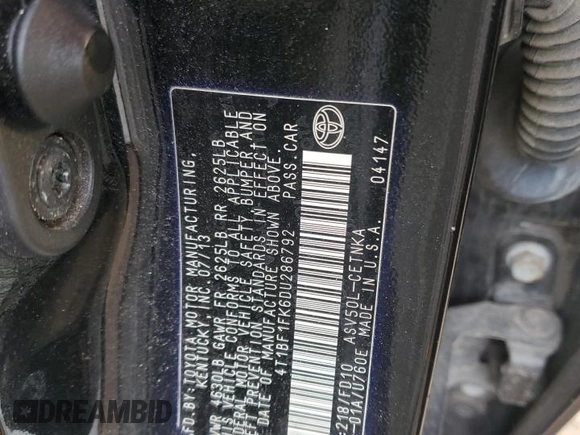 MFD.BY:TOYOTA MOTOR MANUFACTURING,
KENTUCKY, INC. 07/13
GVWR 4630LB GAWR FR 2625LB RR 2625LB
THIS VEHICLE CONFORMS TO ALL APPLICABLE
FEDERAL MOTOR VEHICLE SAFETY, BUMPER, AND
THEFT PREVENTION STANDARDS IN EFFECT ON
THE DATE OF MANUFACTURE SHOWN ABOVE.
4T1BF1FK6DU286792 PASS.CAR
:218/FD10 ASV50L-CETNKA 04147
-01A/U760E MADE IN U.S.A.
EPIC CARFAX